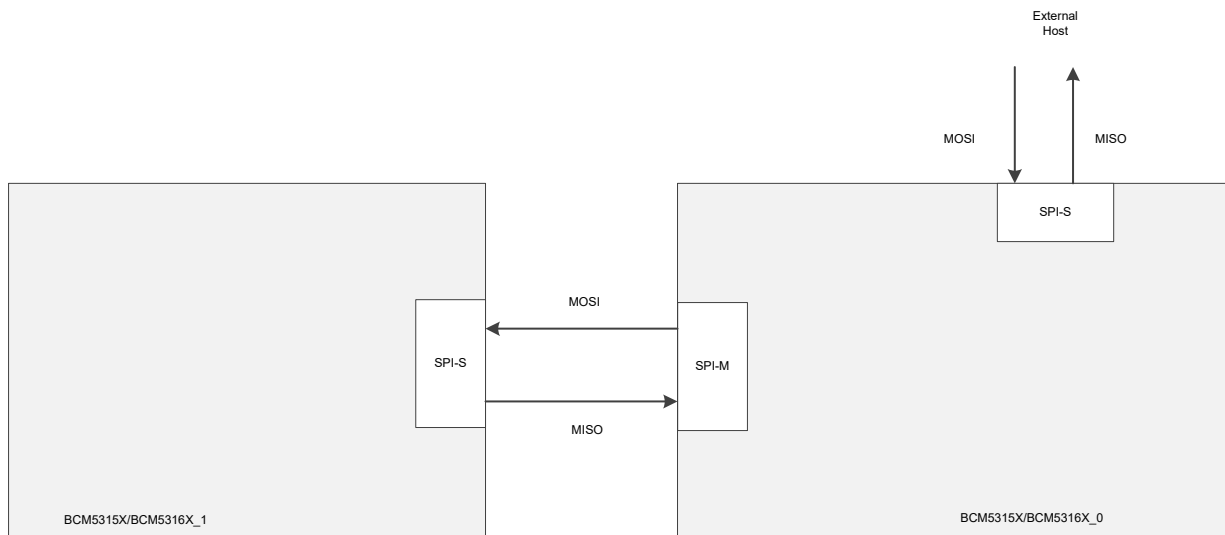 External
Host
MOSI
MISO
SPI-S
MOSI
SPI-S
SPI-M
MISO
BCM5315X/BCM5316X_1
BCM5315X/BCM5316X_0